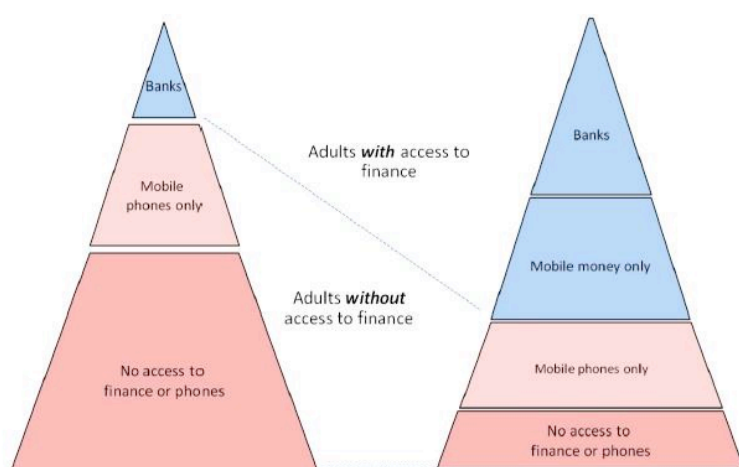 Banks
Mobile
phones only
No access to
finance or phones
Adults with access to
finance
Adults without
access to finance
Banks
Mobile money only
Mobile phones only
No access to
finance or phones